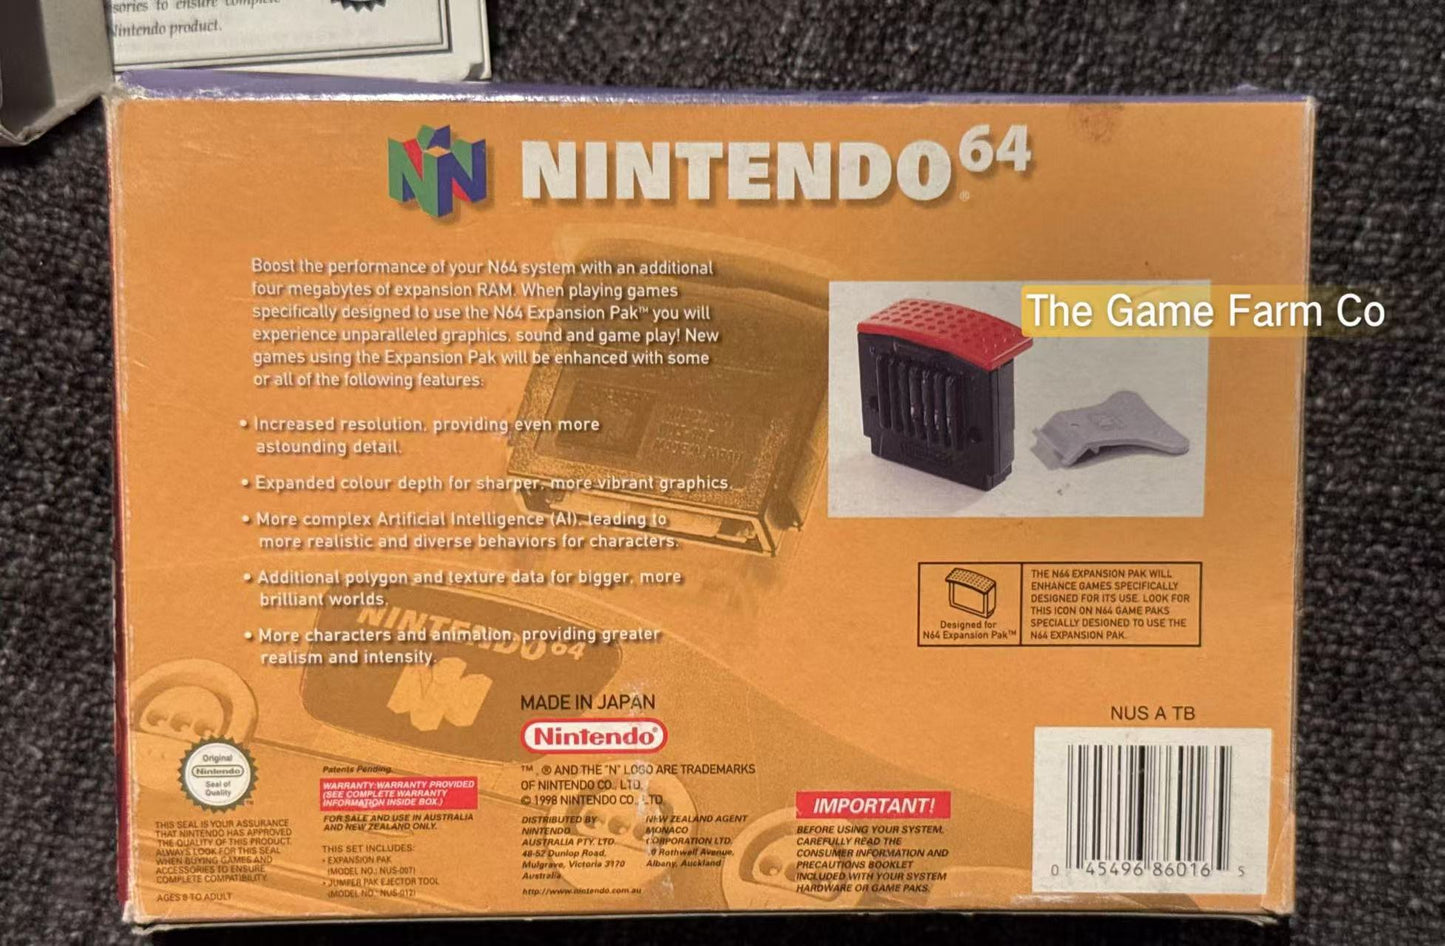 sories to ensure complete
Nintendo product.
NINTENDO 64
®
The Game Farm Co
Boost the performance of your N64 system with an additional
four megabytes of expansion RAM. When playing games
specifically designed to use the N64 Expansion Pak™ you will
experience unparalleled graphics, sound and game play! New
games using the Expansion Pak will be enhanced with some
or all of the following features:
• Increased resolution, providing even more
astounding detail.
• Expanded colour depth for sharper, more vibrant graphics.
• More complex Artificial Intelligence (AI), leading to
more realistic and diverse behaviors for characters.
• Additional polygon and texture data for bigger, more
brilliant worlds.
• More characters and animation, providing greater
realism and intensity.
NINTENDO 64
Designed for
N64 Expansion Pak™
THE N64 EXPANSION PAK WILL
ENHANCE GAMES SPECIFICALLY
DESIGNED FOR ITS USE. LOOK FOR
THIS ICON ON N64 GAME PAKS
SPECIALLY DESIGNED TO USE THE
N64 EXPANSION PAK.
Original
Nintendo
Seal of
Quality
THIS SEAL IS YOUR ASSURANCE
THAT NINTENDO HAS APPROVED
THE QUALITY OF THIS PRODUCT.
ALWAYS LOOK FOR THIS SEAL
WHEN BUYING GAMES AND
ACCESSORIES TO ENSURE
COMPLETE COMPATIBILITY.
AGES 8 TO ADULT
Patents Pending.
WARRANTY:WARRANTY PROVIDED
(SEE COMPLETE WARRANTY
INFORMATION INSIDE BOX.)
FOR SALE AND USE IN AUSTRALIA
AND NEW ZEALAND ONLY.
THIS SET INCLUDES:
• EXPANSION PAK
(MODEL NO.: NUS-007)
• JUMPER PAK EJECTOR TOOL
(MODEL NO.: NUS-012)
MADE IN JAPAN
Nintendo®
™, ® AND THE "N" LOGO ARE TRADEMARKS
OF NINTENDO CO., LTD.
© 1998 NINTENDO CO., LTD.
DISTRIBUTED BY
NINTENDO
AUSTRALIA PTY. LTD.
48-52 Dunlop Road,
Mulgrave, Victoria 3170
Australia
http://www.nintendo.com.au
NEW ZEALAND AGENT
MONACO
CORPORATION LTD.
Rothwell Avenue,
Albany, Auckland
IMPORTANT!
BEFORE USING YOUR SYSTEM,
CAREFULLY READ THE
CONSUMER INFORMATION AND
PRECAUTIONS BOOKLET
INCLUDED WITH YOUR SYSTEM
HARDWARE OR GAME PAKS.
NUS A TB
0 45496 86016 5